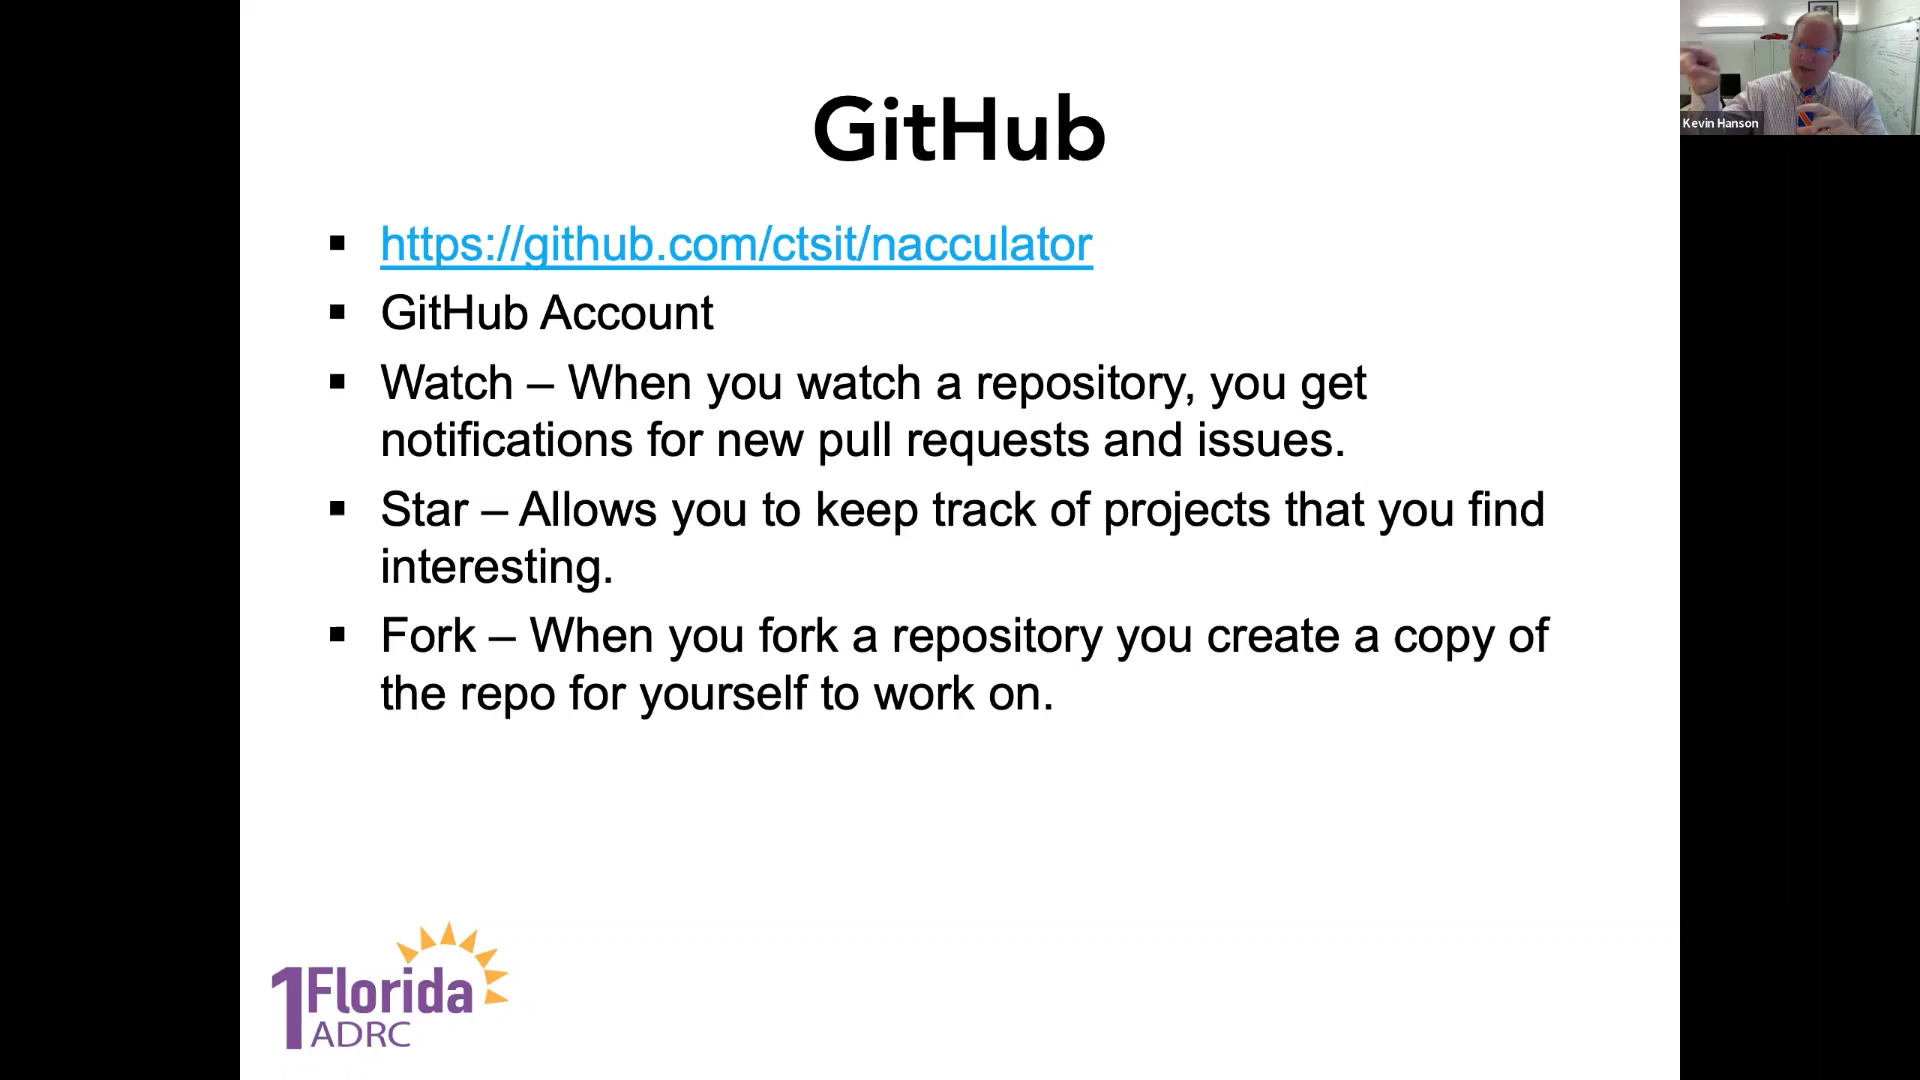 GitHub
https://github.com/ctsit/nacculator
GitHub Account
Watch – When you watch a repository, you get
notifications for new pull requests and issues.
Star – Allows you to keep track of projects that you find
interesting.
Fork – When you fork a repository you create a copy of
the repo for yourself to work on.
1Florida
ADRC
Kevin Hanson